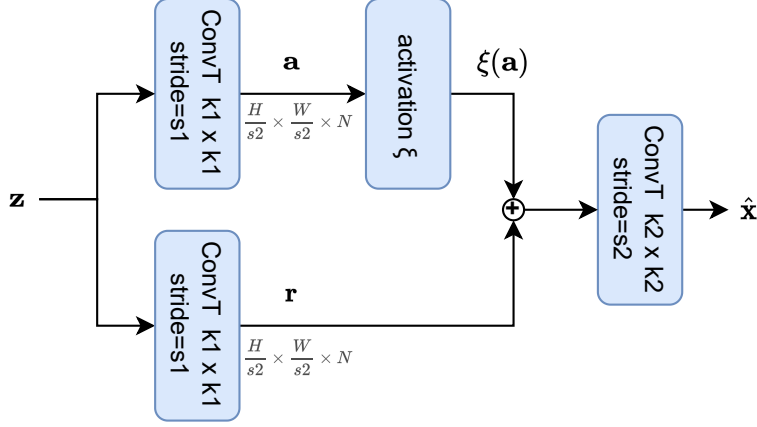 z
ConvT k1 x k1
stride=s1
a
H/s2 × W/s2 × N
activation ξ
ξ(a)
ConvT k1 x k1
stride=s1
r
H/s2 × W/s2 × N
+
ConvT k2 x k2
stride=s2
x̂